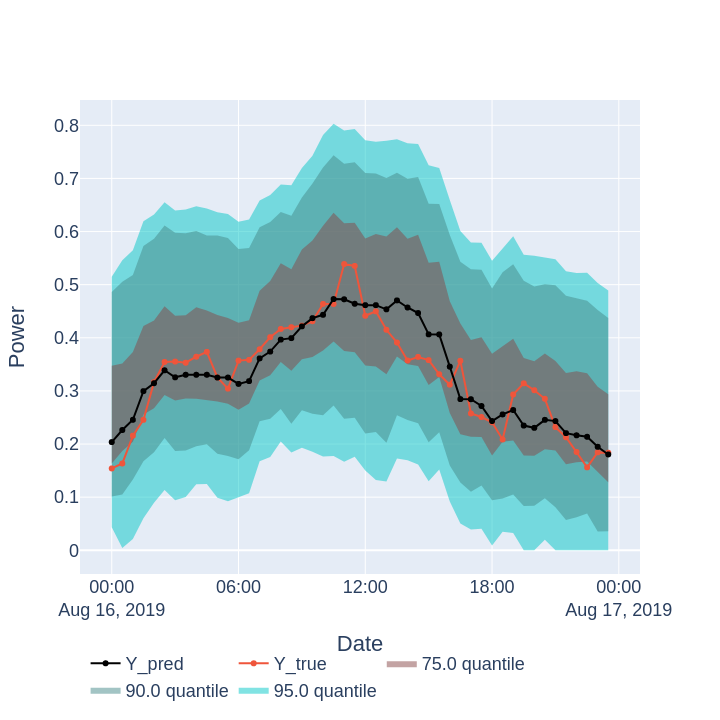 0.8
0.7
0.6
0.5
0.4
0.3
0.2
0.1
0
Power
00:00 06:00 12:00 18:00 00:00
Aug 16, 2019 Aug 17, 2019
Date
Y_pred Y_true 75.0 quantile
90.0 quantile 95.0 quantile